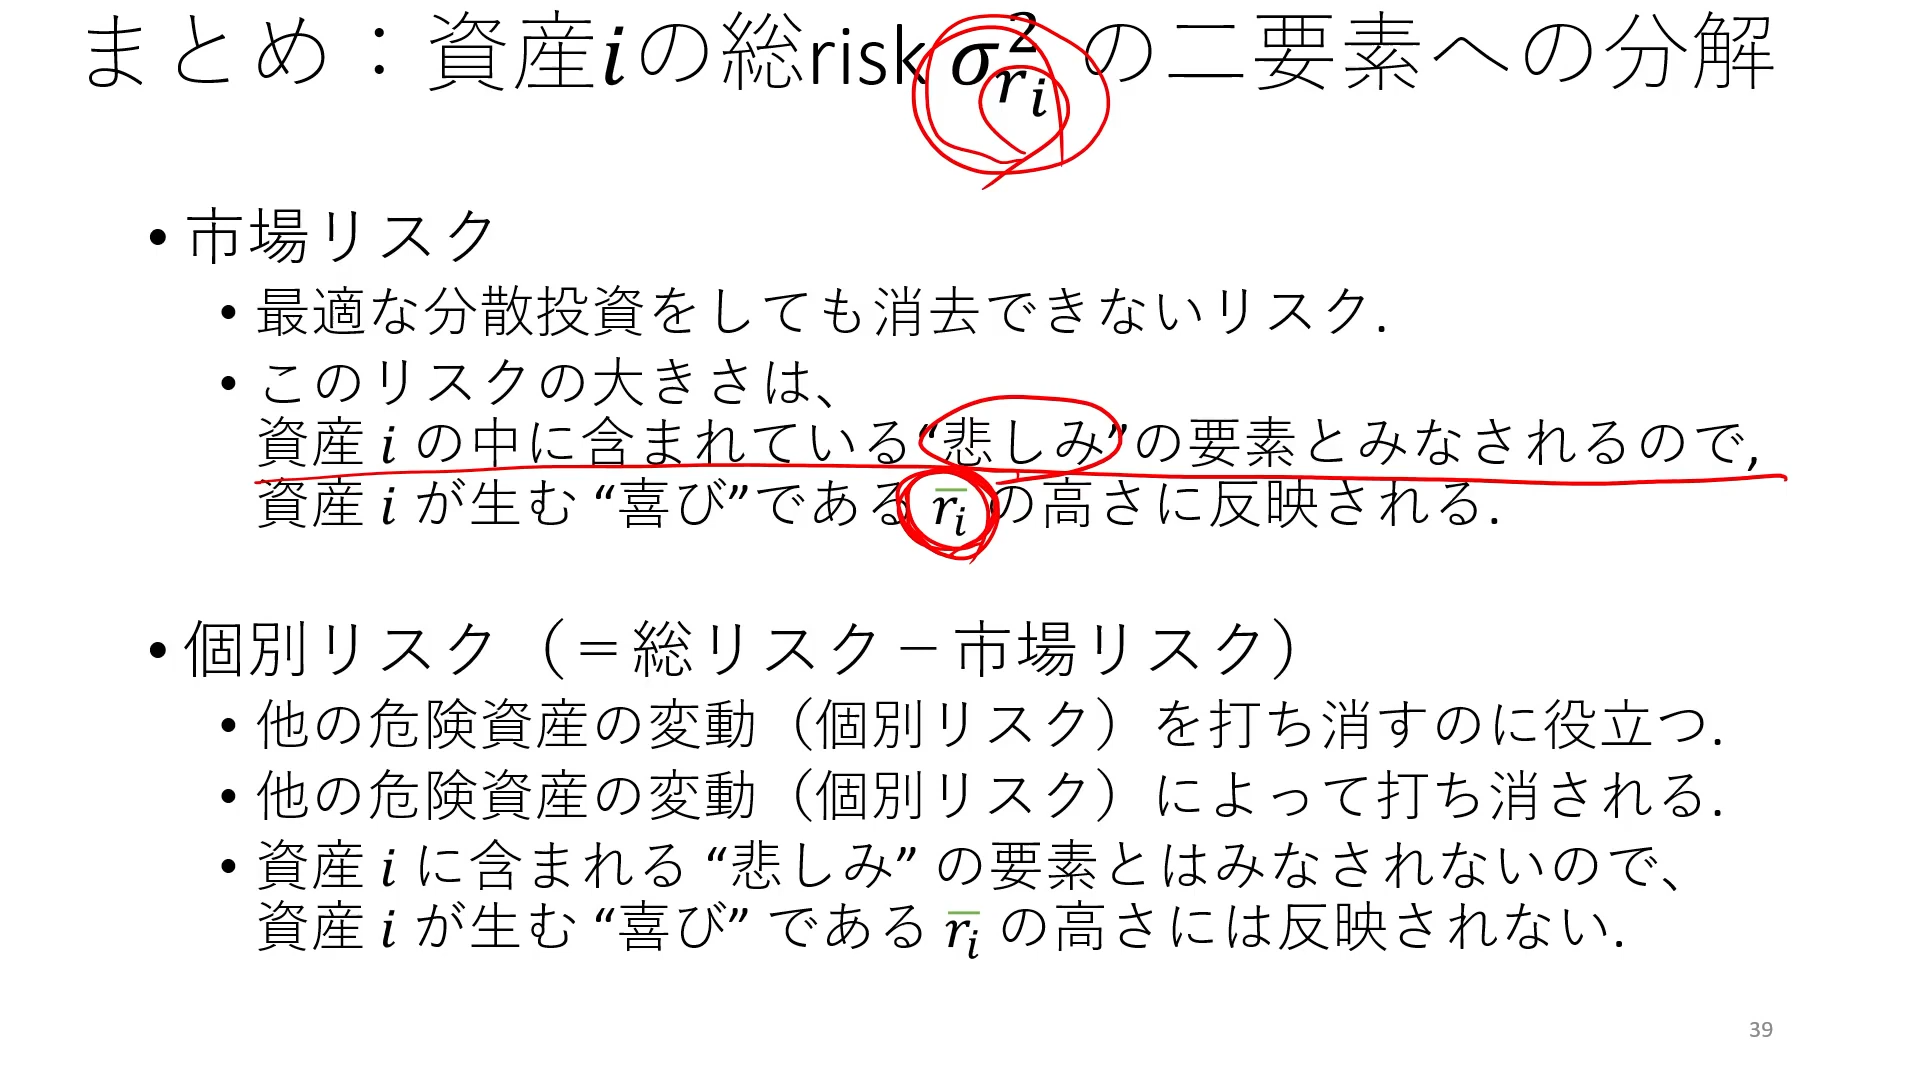 まとめ：資産iの総risk σ²_{r_i} の二要素への分解
• 市場リスク
• 最適な分散投資をしても消去できないリスク.
• このリスクの大きさは、
資産 i の中に含まれている“悲しみ”の要素とみなされるので,
資産 i が生む “喜び”である r̅_i の高さに反映される.
• 個別リスク（＝総リスク－市場リスク）
• 他の危険資産の変動（個別リスク）を打ち消すのに役立つ.
• 他の危険資産の変動（個別リスク）によって打ち消される.
• 資産 i に含まれる “悲しみ” の要素とはみなされないので、
資産 i が生む “喜び” である r̅_i の高さには反映されない.
39